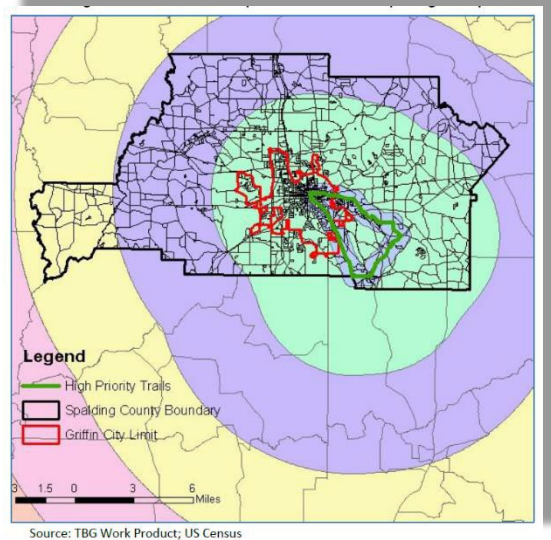 Legend
High Priority Trails
Spalding County Boundary
Griffin City Limit
3 1.5 0 3 6
Miles
Source: TBG Work Product; US Census